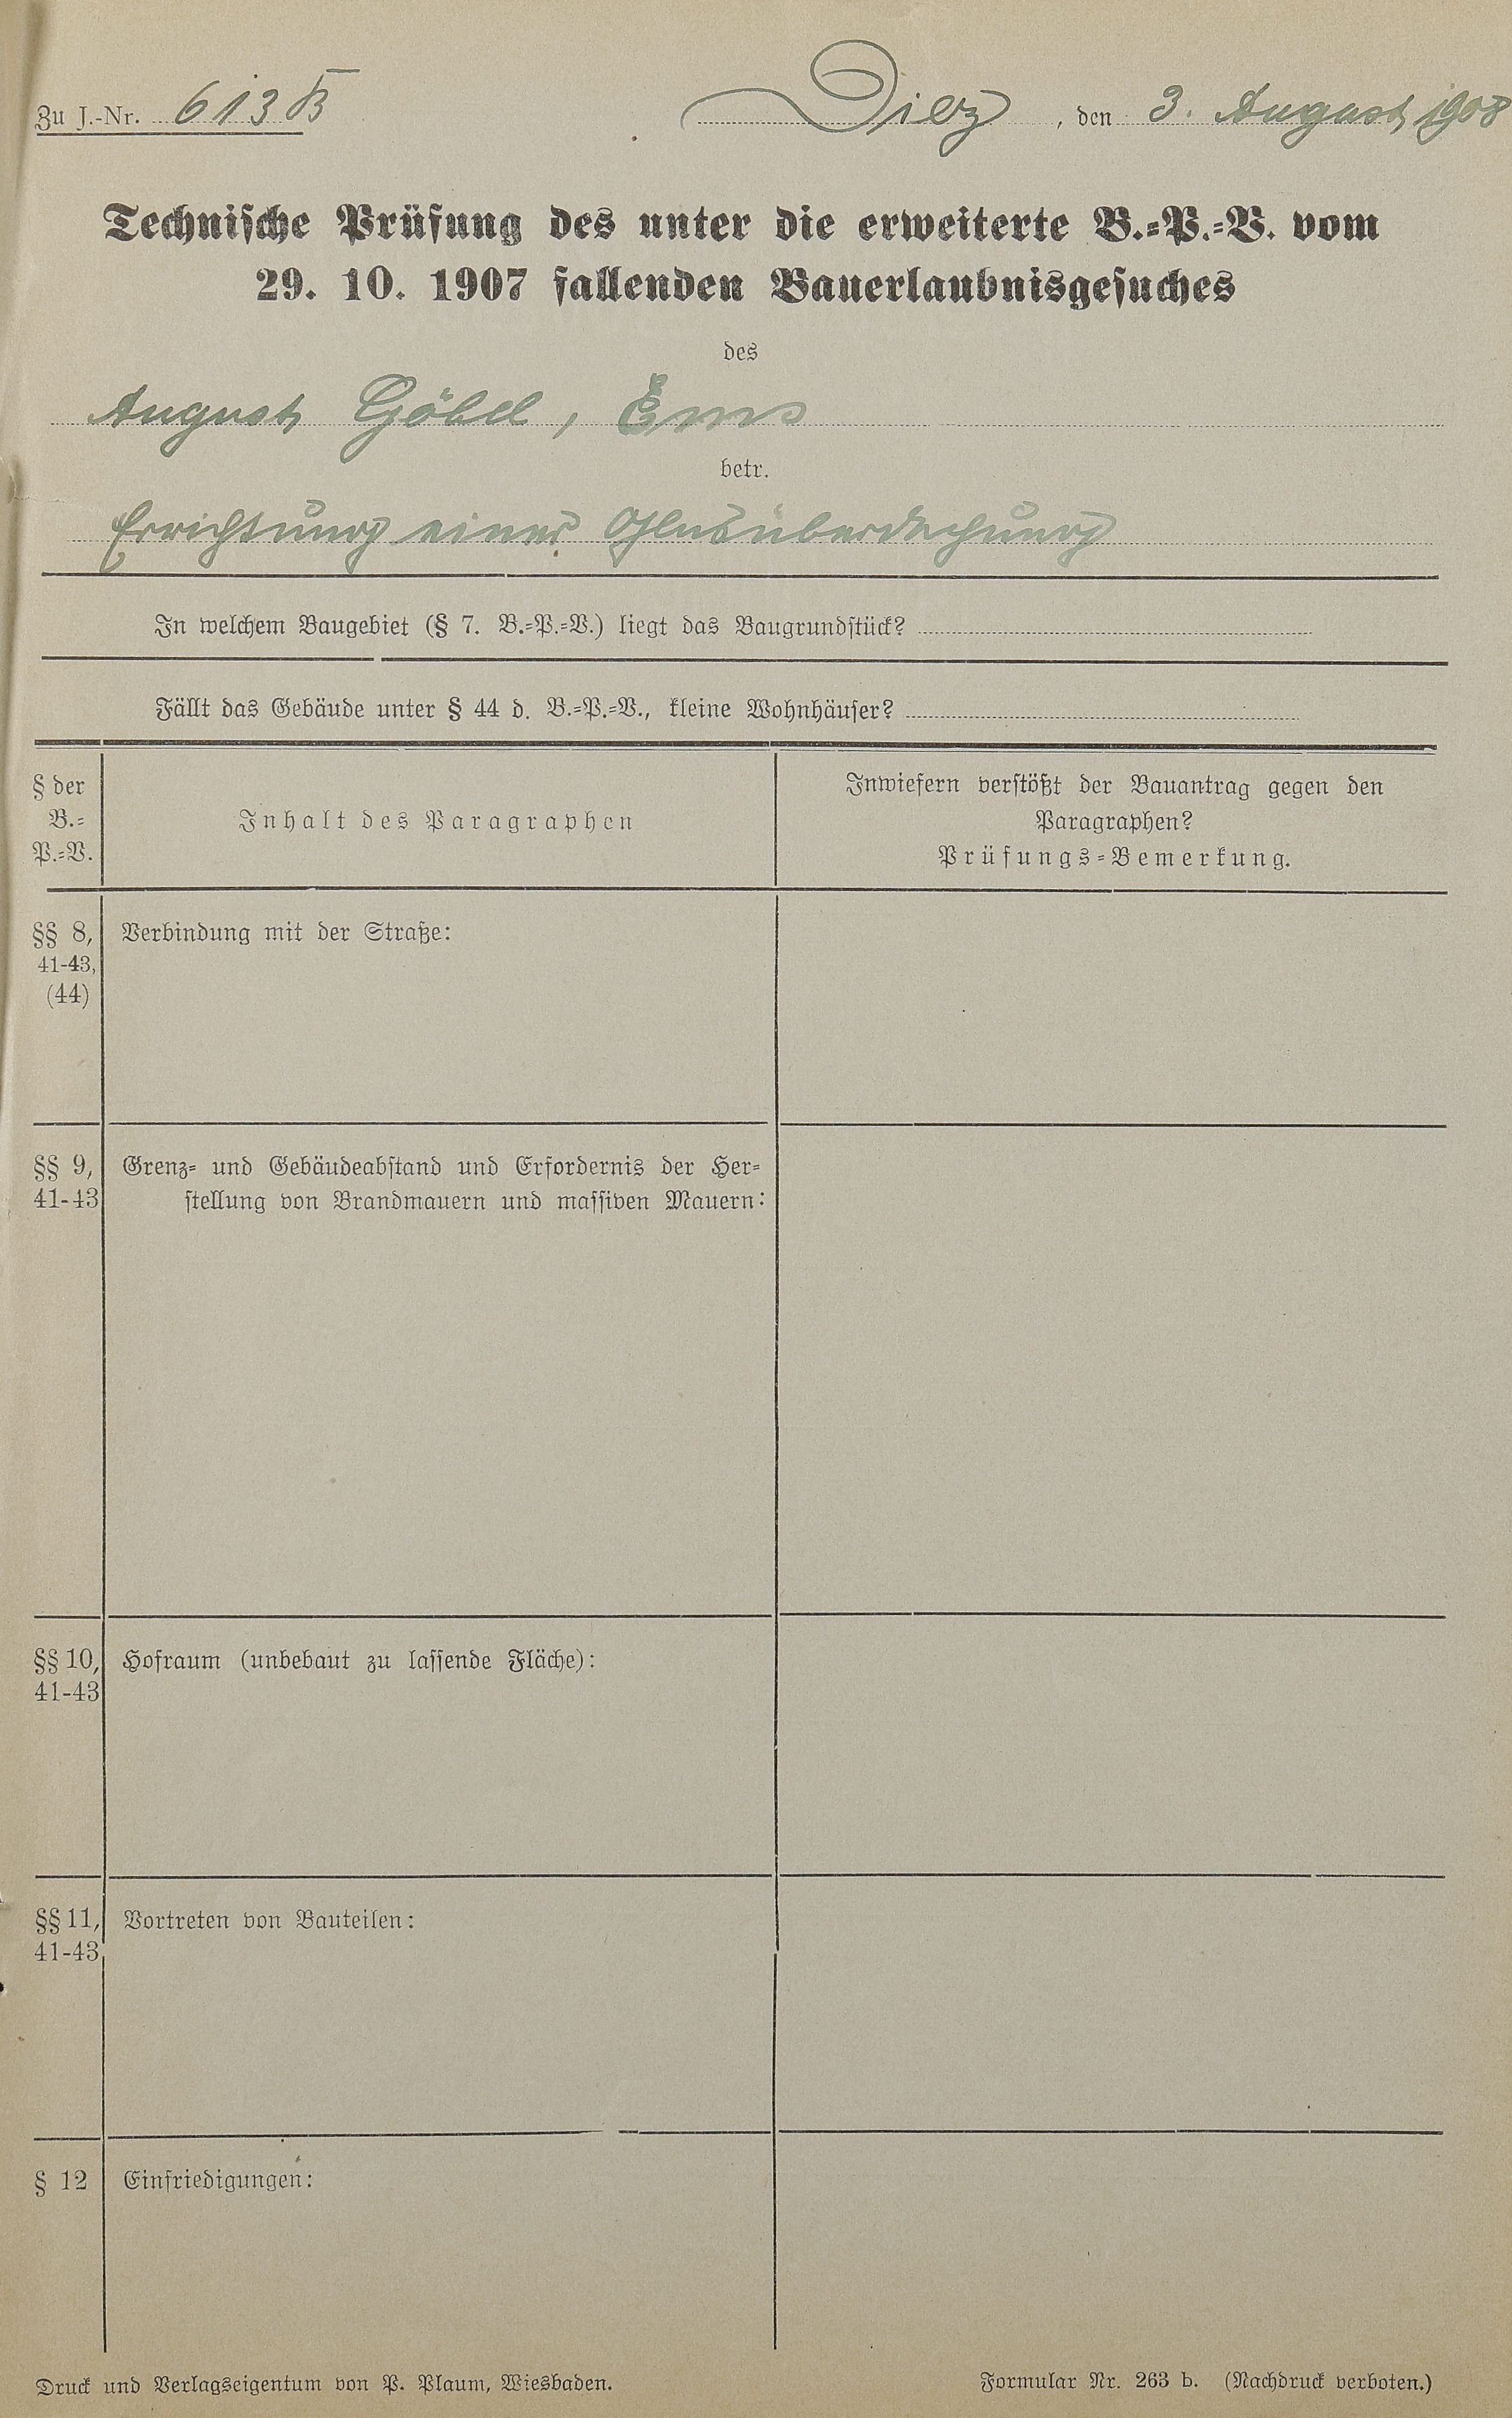 Zu J.-Nr. 613 B Diez, den 3. August 1908
Technische Prüfung des unter die erweiterte B.=P.=V. vom
29. 10. 1907 fallenden Bauerlaubnisgesuches
des
August Göbel, Ems
betr.
Errichtung einer Glasüberdachung
In welchem Baugebiet (§ 7. B.=P.=V.) liegt das Baugrundstück?
Fällt das Gebäude unter § 44 d. B.=P.=V., kleine Wohnhäuser?
§ der
B.=
P.=V.
Inhalt des Paragraphen
Inwiefern verstößt der Bauantrag gegen den
Paragraphen?
Prüfungs=Bemerkung.
§§ 8, Verbindung mit der Straße:
41-43,
(44)
§§ 9, Grenz= und Gebäudeabstand und Erfordernis der Her=
41-43 stellung von Brandmauern und massiven Mauern:
§§ 10, Hofraum (unbebaut zu lassende Fläche):
41-43
§§ 11, Vortreten von Bauteilen:
41-43
§ 12 Einfriedigungen:
Druck und Verlagseigentum von P. Plaum, Wiesbaden. Formular Nr. 263 b. (Nachdruck verboten.)